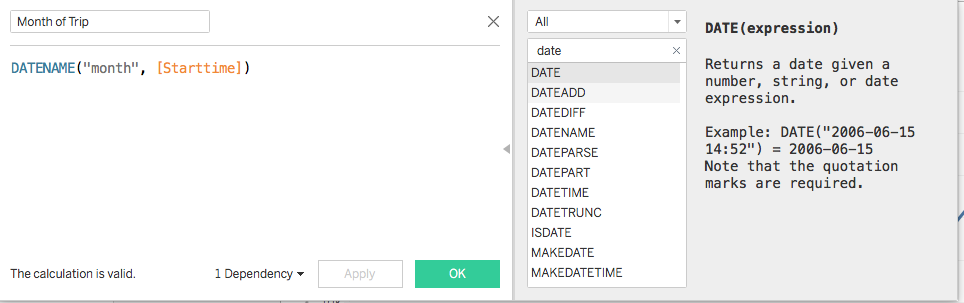 Month of Trip
DATENAME("month", [Starttime])
The calculation is valid.
1 Dependency
Apply
OK
All
date
DATE
DATEADD
DATEDIFF
DATENAME
DATEPARSE
DATEPART
DATETIME
DATETRUNC
ISDATE
MAKEDATE
MAKEDATETIME
DATE(expression)
Returns a date given a
number, string, or date
expression.
Example: DATE("2006-06-15
14:52") = 2006-06-15
Note that the quotation
marks are required.